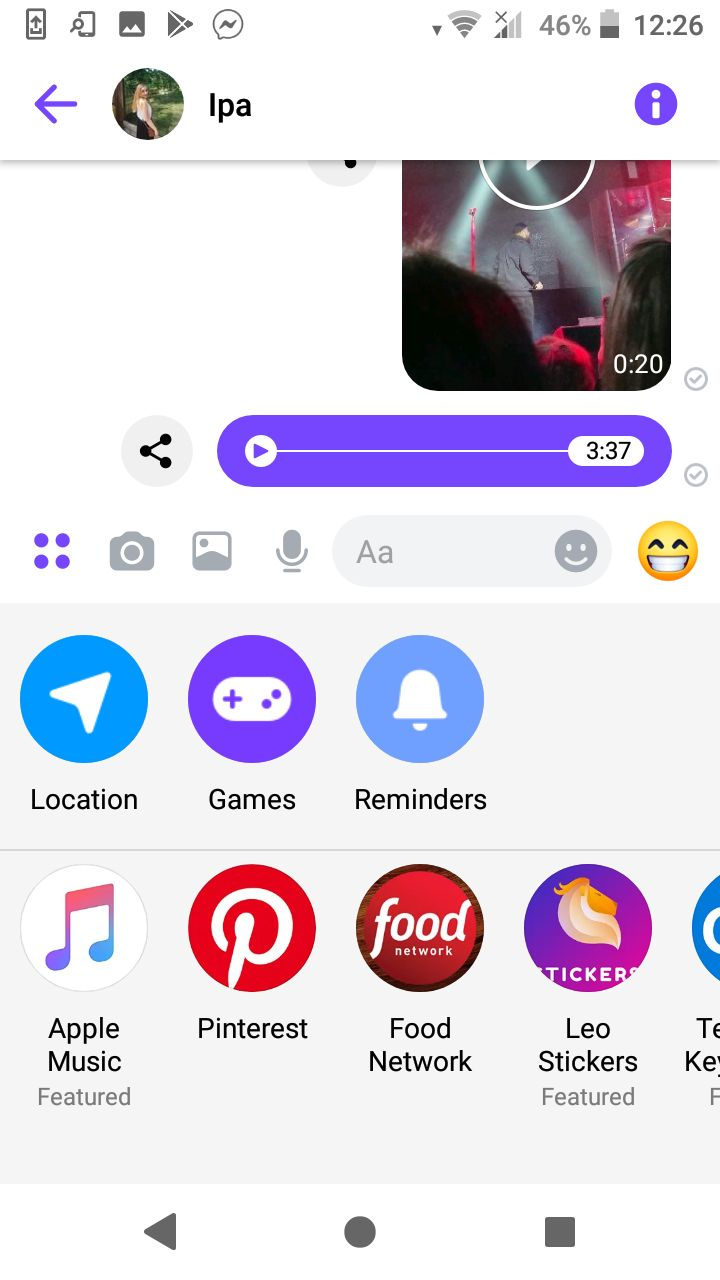 46% 12:26
Ipa
0:20
3:37
Aa
Location Games Reminders
food
network
STICKERS
Apple Pinterest Food Leo
Music Network Stickers
Featured Featured